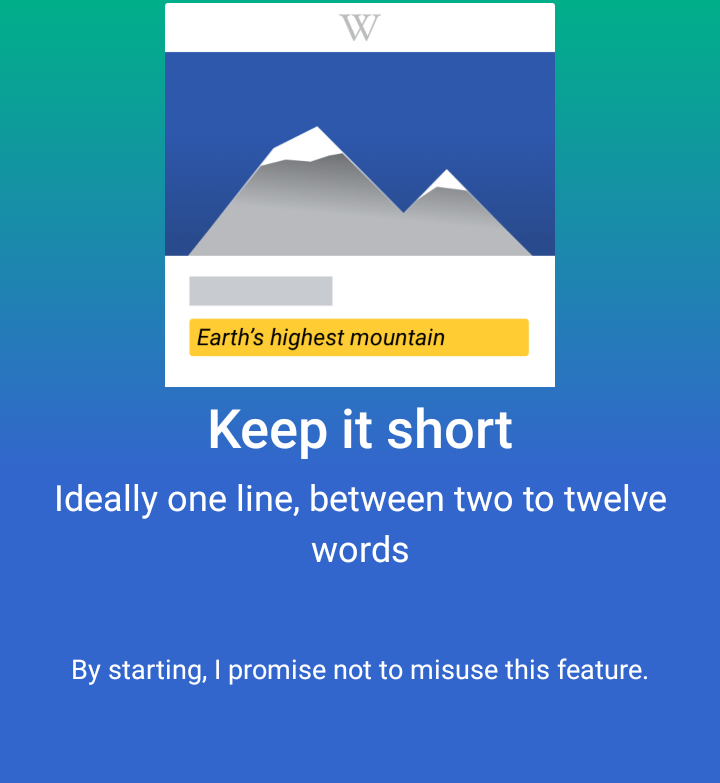 W
Earth's highest mountain
Keep it short
Ideally one line, between two to twelve
words
By starting, I promise not to misuse this feature.